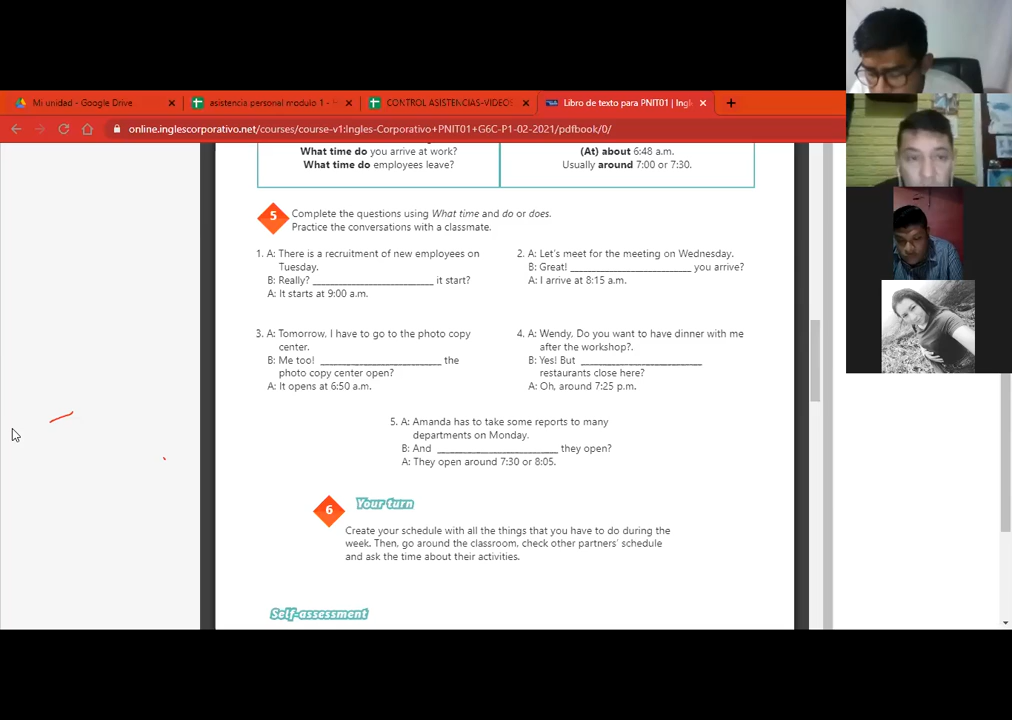 Mi unidad - Google Drive
asistencia personal modulo 1 -
CONTROL ASISTENCIAS-VIDEOS
Libro de texto para PNIT01 | Ingl
online.inglescorporativo.net/courses/course-v1:Ingles-Corporativo+PNIT01+G6C-P1-02-2021/pdfbook/0/
What time do you arrive at work?
What time do employees leave?
(At) about 6:48 a.m.
Usually around 7:00 or 7:30.
5
Complete the questions using What time and do or does.
Practice the conversations with a classmate.
1. A: There is a recruitment of new employees on
Tuesday.
B: Really? ________________________ it start?
A: It starts at 9:00 a.m.
2. A: Let's meet for the meeting on Wednesday.
B: Great! ________________________ you arrive?
A: I arrive at 8:15 a.m.
3. A: Tomorrow, I have to go to the photo copy
center.
B: Me too! ________________________ the
photo copy center open?
A: It opens at 6:50 a.m.
4. A: Wendy, Do you want to have dinner with me
after the workshop?.
B: Yes! But ________________________
restaurants close here?
A: Oh, around 7:25 p.m.
5. A: Amanda has to take some reports to many
departments on Monday.
B: And ________________________ they open?
A: They open around 7:30 or 8:05.
6
Your turn
Create your schedule with all the things that you have to do during the
week. Then, go around the classroom, check other partners' schedule
and ask the time about their activities.
Self-assessment